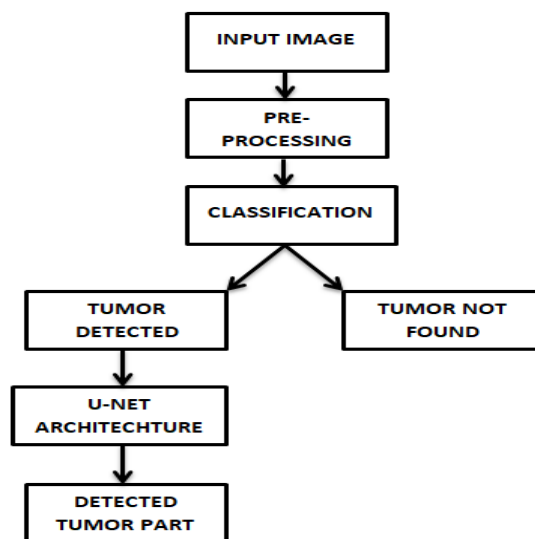 INPUT IMAGE
PRE-
PROCESSING
CLASSIFICATION
TUMOR
DETECTED
TUMOR NOT
FOUND
U-NET
ARCHITECHTURE
DETECTED
TUMOR PART